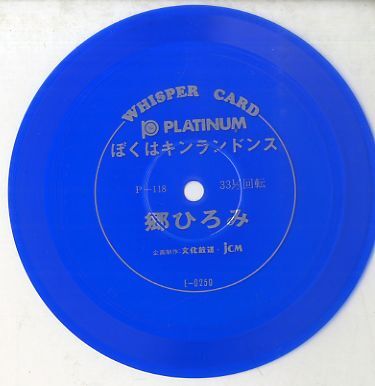 WHISPER CARD
PLATINUM
ぼくはキンランドンス
P-118 33⅓回転
郷ひろみ
企画制作:文化放送・JCM
E-0250